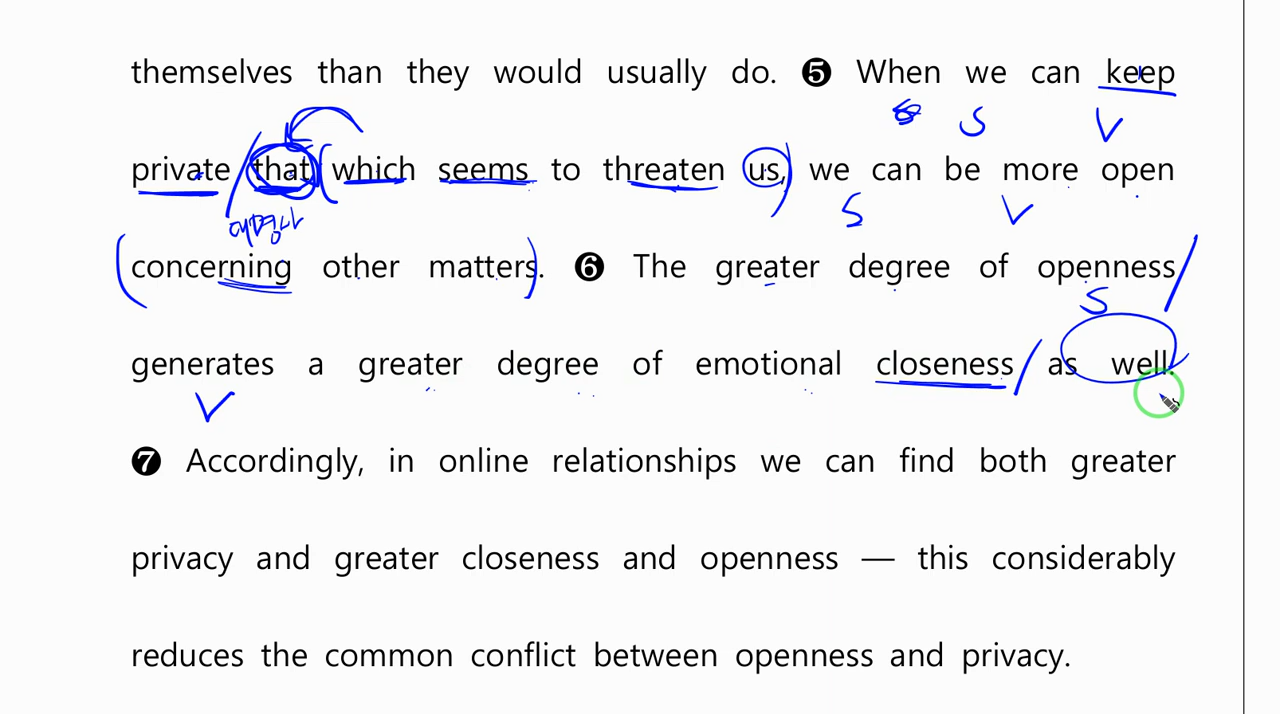 themselves than they would usually do. ❺ When we can keep
S S V
private that which seems to threaten us, we can be more open
S V
concerning other matters. ❻ The greater degree of openness
S
generates a greater degree of emotional closeness as well.
V
❼ Accordingly, in online relationships we can find both greater
privacy and greater closeness and openness — this considerably
reduces the common conflict between openness and privacy.